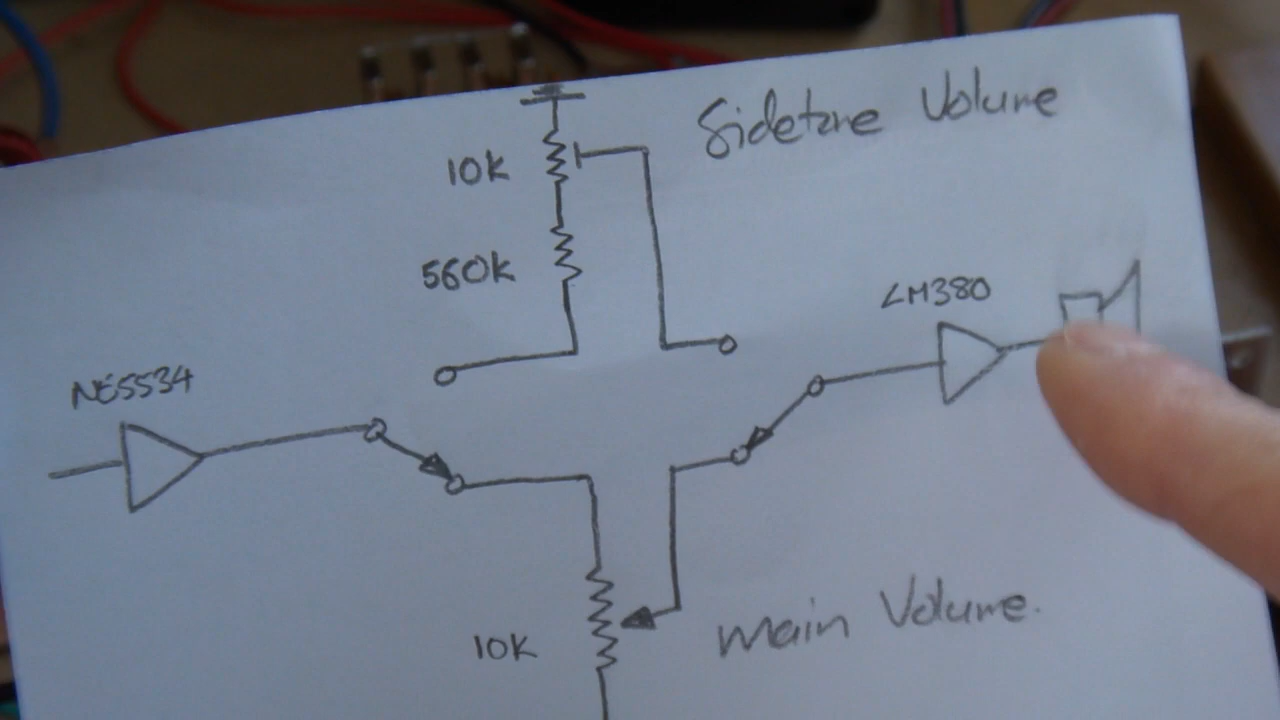 Sidetone Volume
10K
560K
LM380
NE5534
10K
Main Volume.